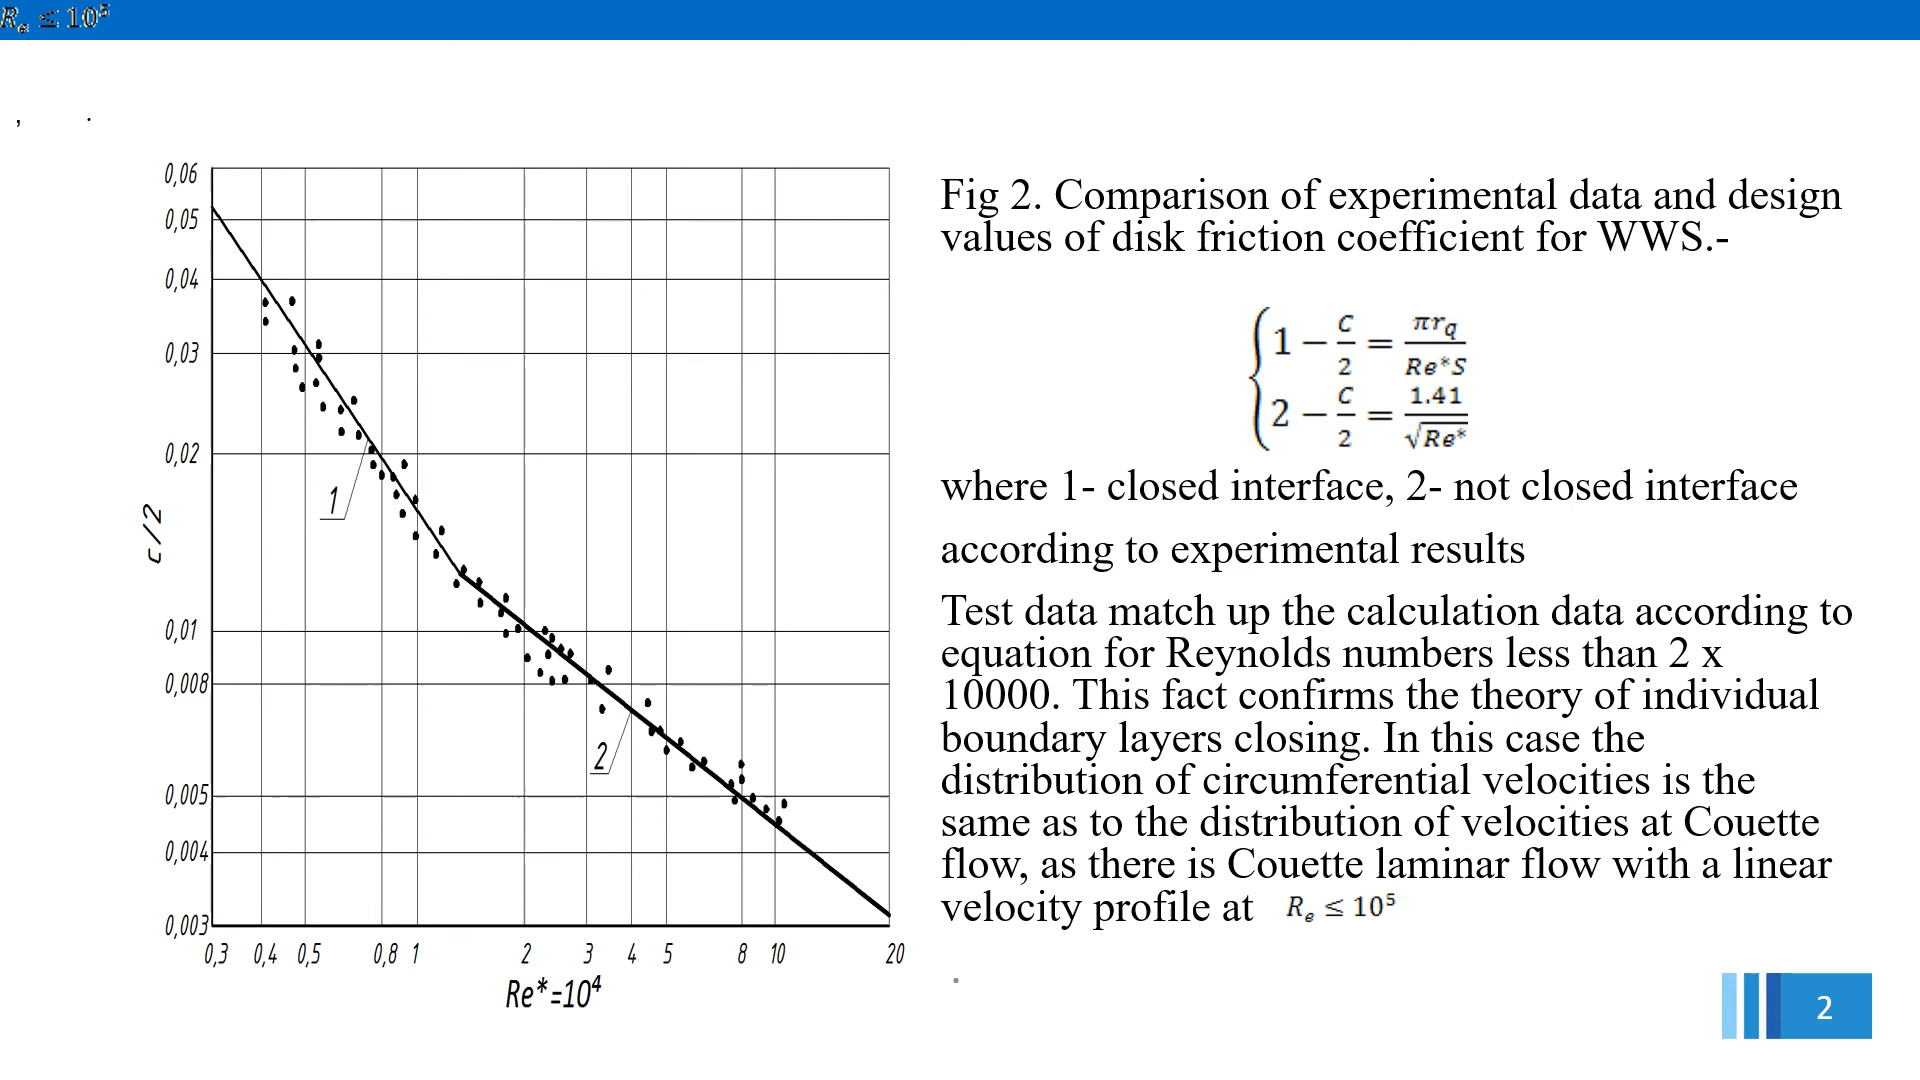 Rₑ ≤ 10⁵
, .
0,06
0,05
0,04
0,03
0,02
0,01
0,008
0,005
0,004
0,003
c/2
1
2
0,3 0,4 0,5 0,8 1 2 3 4 5 8 10 20
Re*=10⁴
Fig 2. Comparison of experimental data and design
values of disk friction coefficient for WWS.-
1 − C/2 = πr_q/Re*S
2 − C/2 = 1.41/√Re*
where 1- closed interface, 2- not closed interface
according to experimental results
Test data match up the calculation data according to
equation for Reynolds numbers less than 2 x
10000. This fact confirms the theory of individual
boundary layers closing. In this case the
distribution of circumferential velocities is the
same as to the distribution of velocities at Couette
flow, as there is Couette laminar flow with a linear
velocity profile at Rₑ ≤ 10⁵
.
2